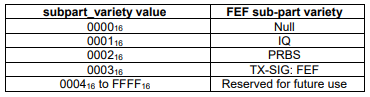 subpart_variety value FEF sub-part variety
0000₁₆ Null
0001₁₆ IQ
0002₁₆ PRBS
0003₁₆ TX-SIG: FEF
0004₁₆ to FFFF₁₆ Reserved for future use